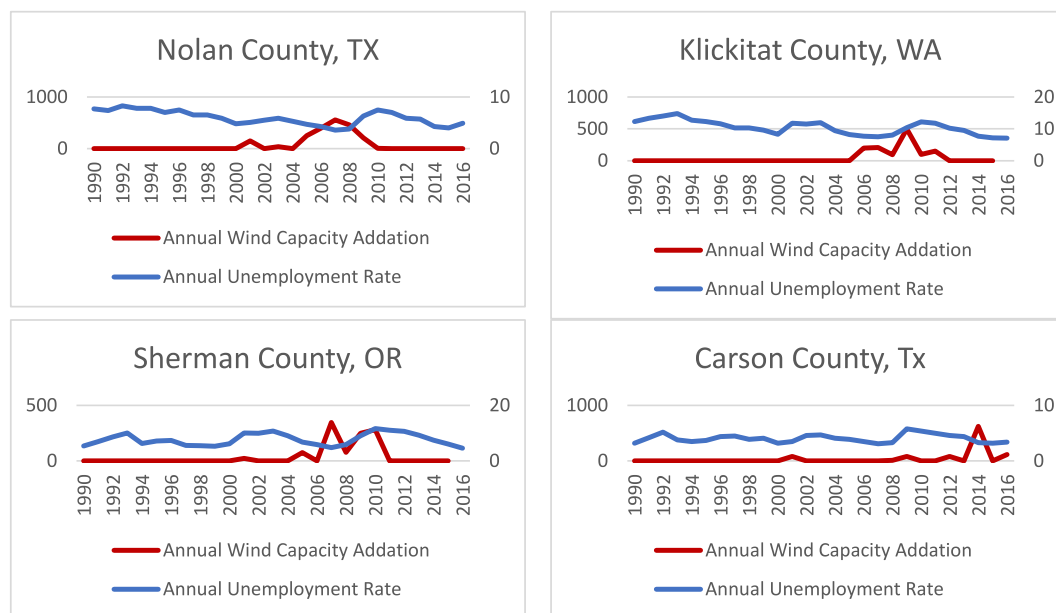 Nolan County, TX
1000 10
0 0
1990 1992 1994 1996 1998 2000 2002 2004 2006 2008 2010 2012 2014 2016
Annual Wind Capacity Addation
Annual Unemployment Rate
Klickitat County, WA
1000 20
500 10
0 0
1990 1992 1994 1996 1998 2000 2002 2004 2006 2008 2010 2012 2014 2016
Annual Wind Capacity Addation
Annual Unemployment Rate
Sherman County, OR
500 20
0 0
1990 1992 1994 1996 1998 2000 2002 2004 2006 2008 2010 2012 2014 2016
Annual Wind Capacity Addation
Annual Unemployment Rate
Carson County, Tx
1000 10
0 0
1990 1992 1994 1996 1998 2000 2002 2004 2006 2008 2010 2012 2014 2016
Annual Wind Capacity Addation
Annual Unemployment Rate